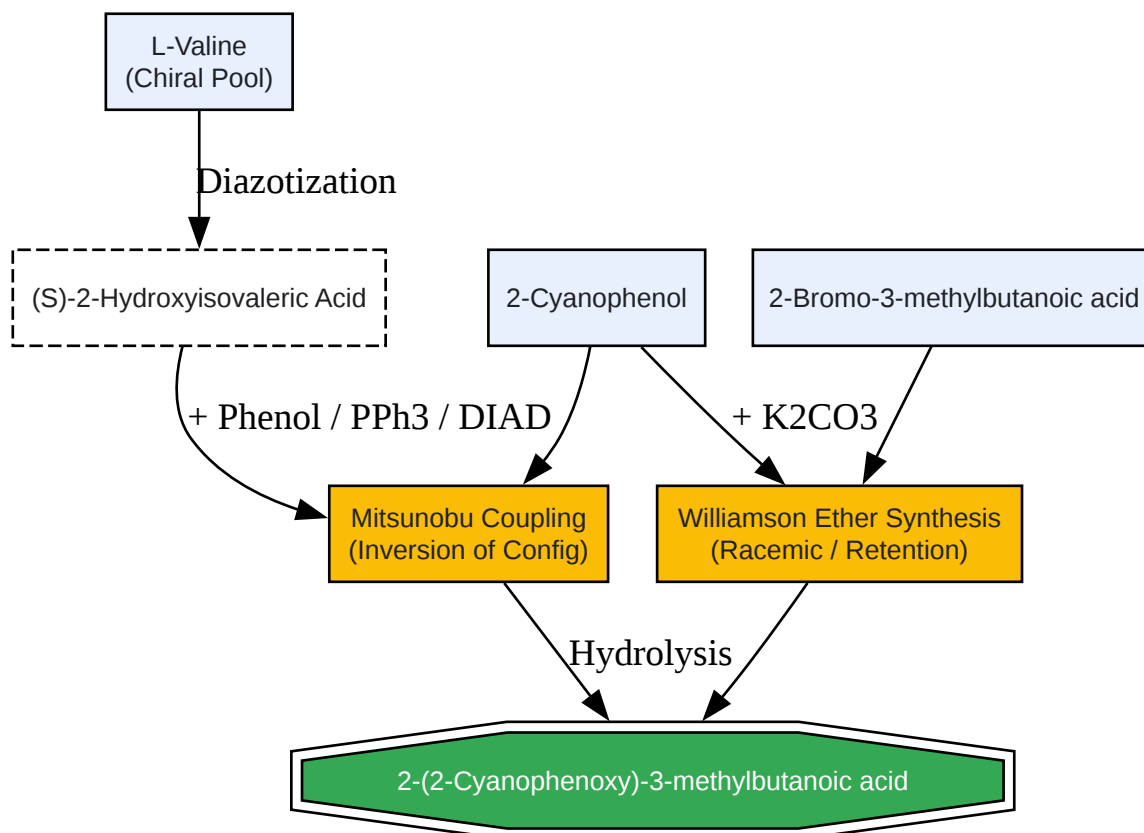 L-Valine
(Chiral Pool)
Diazotization
(S)-2-Hydroxyisovaleric Acid
2-Cyanophenol
2-Bromo-3-methylbutanoic acid
+ Phenol / PPh3 / DIAD
+ K2CO3
Mitsunobu Coupling
(Inversion of Config)
Williamson Ether Synthesis
(Racemic / Retention)
Hydrolysis
2-(2-Cyanophenoxy)-3-methylbutanoic acid